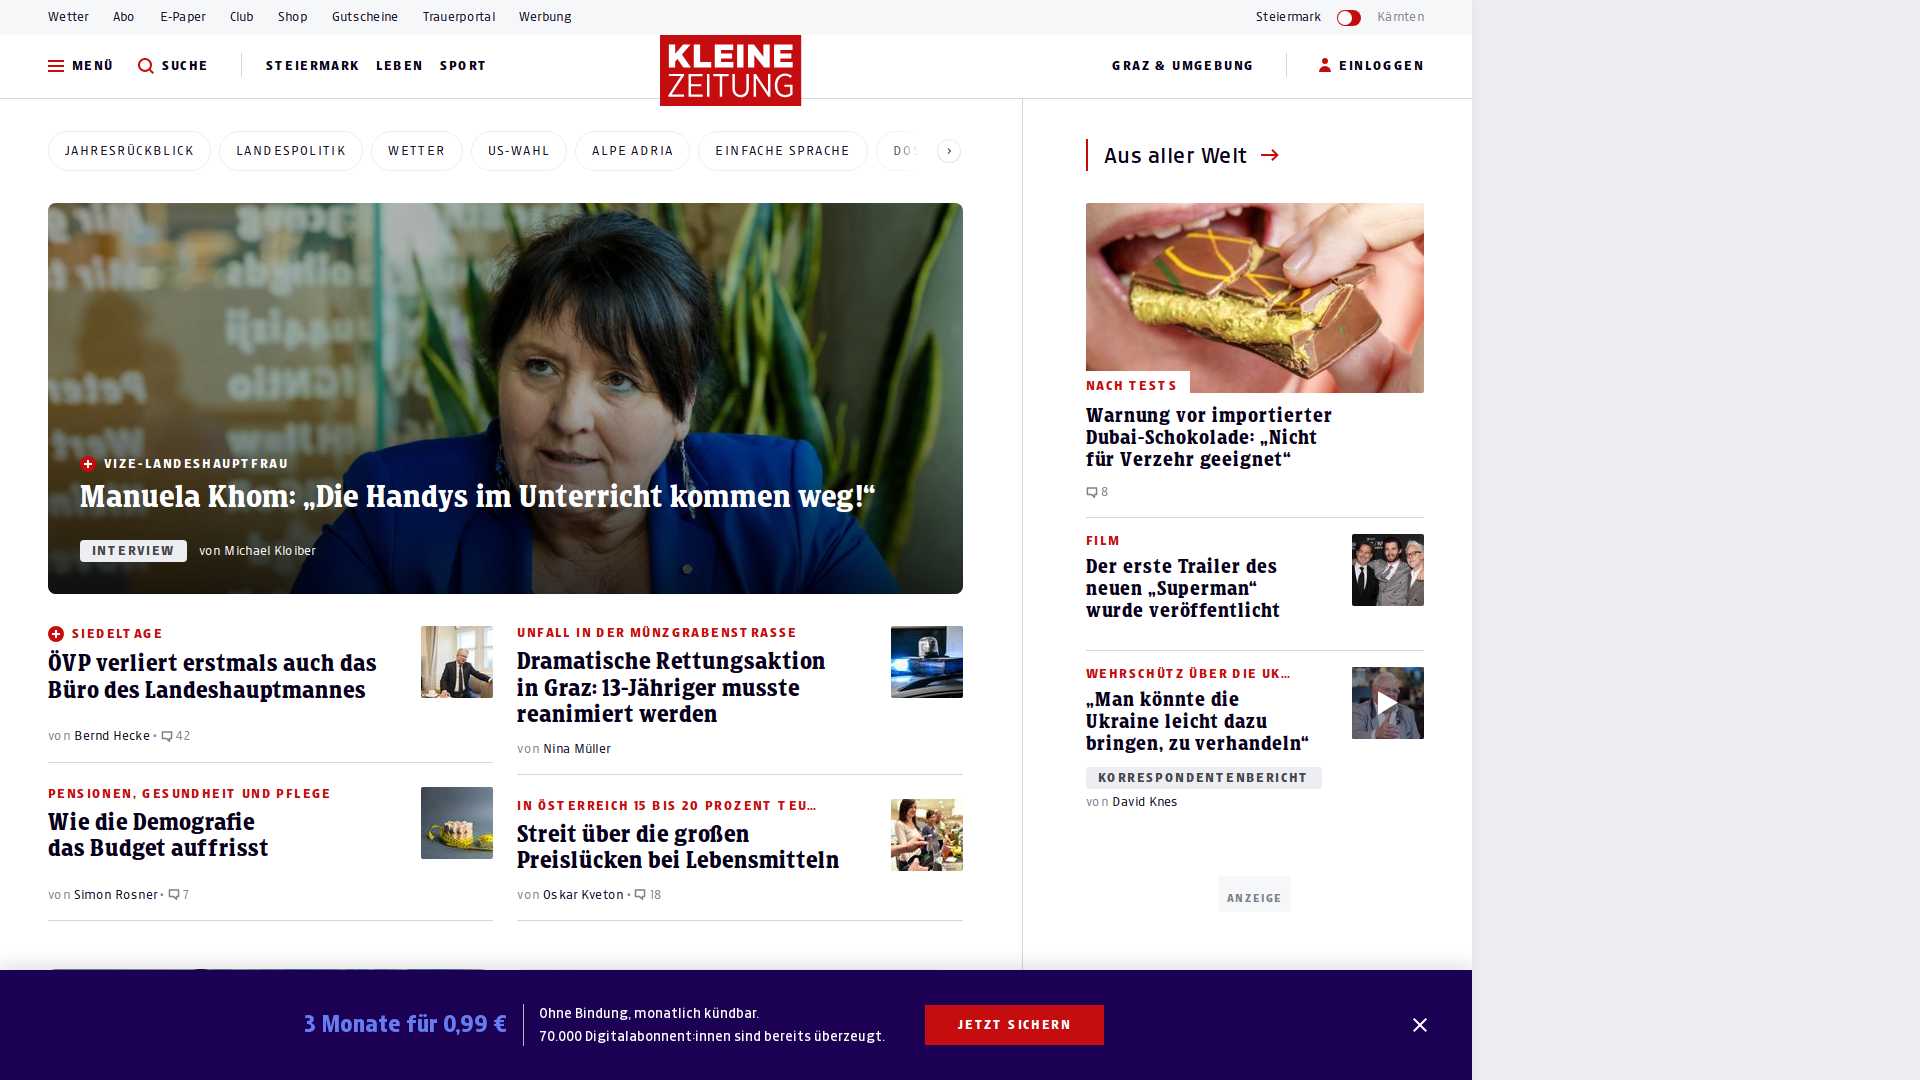 Wetter
Abo
E-Paper
Club
Shop
Gutscheine
Trauerportal
Werbung
Steiermark
Kärnten
MENÜ
SUCHE
STEIERMARK
LEBEN
SPORT
KLEINE
ZEITUNG
GRAZ & UMGEBUNG
EINLOGGEN
JAHRESRÜCKBLICK
LANDESPOLITIK
WETTER
US-WAHL
ALPE ADRIA
EINFACHE SPRACHE
VIZE-LANDESHAUPTFRAU
Manuela Khom: „Die Handys im Unterricht kommen weg!“
INTERVIEW
von Michael Kloiber
SIEDELTAGE
ÖVP verliert erstmals auch das
Büro des Landeshauptmannes
von Bernd Hecke • 42
PENSIONEN, GESUNDHEIT UND PFLEGE
Wie die Demografie
das Budget auffrisst
von Simon Rosner • 7
UNFALL IN DER MÜNZGRABENSTRASSE
Dramatische Rettungsaktion
in Graz: 13-Jähriger musste
reanimiert werden
von Nina Müller
IN ÖSTERREICH 15 BIS 20 PROZENT TEU...
Streit über die großen
Preislücken bei Lebensmitteln
von Oskar Kveton • 18
Aus aller Welt
NACH TESTS
Warnung vor importierter
Dubai-Schokolade: „Nicht
für Verzehr geeignet“
8
FILM
Der erste Trailer des
neuen „Superman“
wurde veröffentlicht
WEHRSCHÜTZ ÜBER DIE UK...
„Man könnte die
Ukraine leicht dazu
bringen, zu verhandeln“
KORRESPONDENTENBERICHT
von David Knes
ANZEIGE
3 Monate für 0,99 €
Ohne Bindung, monatlich kündbar.
70.000 Digitalabonnent:innen sind bereits überzeugt.
JETZT SICHERN